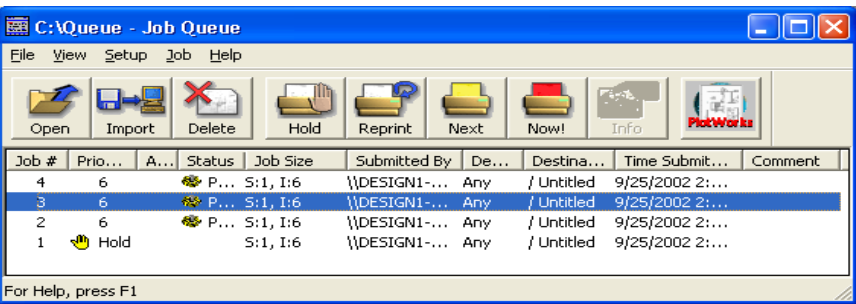 C:\Queue - Job Queue
File View Setup Job Help
Open Import Delete Hold Reprint Next Now! Info PlotWorks
Job # Prio... A... Status Job Size Submitted By De... Destina... Time Submit... Comment
4 6 P... S:1, I:6 \\DESIGN1-... Any / Untitled 9/25/2002 2:...
3 6 P... S:1, I:6 \\DESIGN1-... Any / Untitled 9/25/2002 2:...
2 6 P... S:1, I:6 \\DESIGN1-... Any / Untitled 9/25/2002 2:...
1 Hold S:1, I:6 \\DESIGN1-... Any / Untitled 9/25/2002 2:...
For Help, press F1